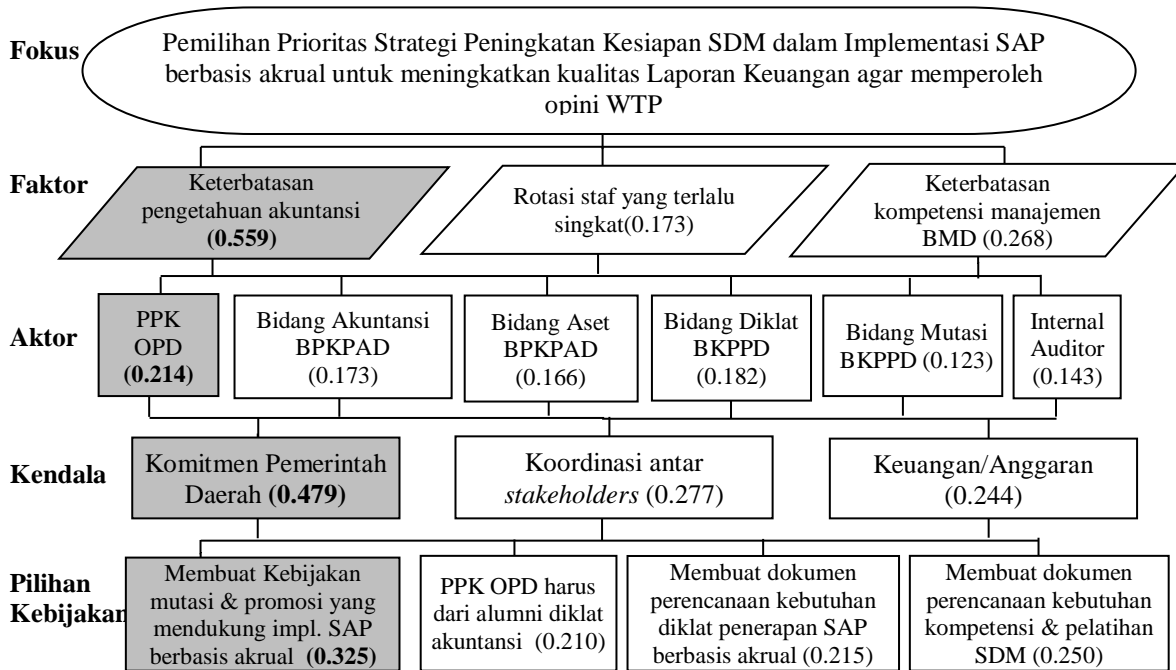 Fokus
Pemilihan Prioritas Strategi Peningkatan Kesiapan SDM dalam Implementasi SAP
berbasis akrual untuk meningkatkan kualitas Laporan Keuangan agar memperoleh
opini WTP
Faktor
Keterbatasan
pengetahuan akuntansi
(0.559)
Rotasi staf yang terlalu
singkat(0.173)
Keterbatasan
kompetensi manajemen
BMD (0.268)
Aktor
PPK
OPD
(0.214)
Bidang Akuntansi
BPKPAD
(0.173)
Bidang Aset
BPKPAD
(0.166)
Bidang Diklat
BKPPD
(0.182)
Bidang Mutasi
BKPPD (0.123)
Internal
Auditor
(0.143)
Kendala
Komitmen Pemerintah
Daerah (0.479)
Koordinasi antar
stakeholders (0.277)
Keuangan/Anggaran
(0.244)
Pilihan
Kebijakan
Membuat Kebijakan
mutasi & promosi yang
mendukung impl. SAP
berbasis akrual (0.325)
PPK OPD harus
dari alumni diklat
akuntansi (0.210)
Membuat dokumen
perencanaan kebutuhan
diklat penerapan SAP
berbasis akrual (0.215)
Membuat dokumen
perencanaan kebutuhan
kompetensi & pelatihan
SDM (0.250)